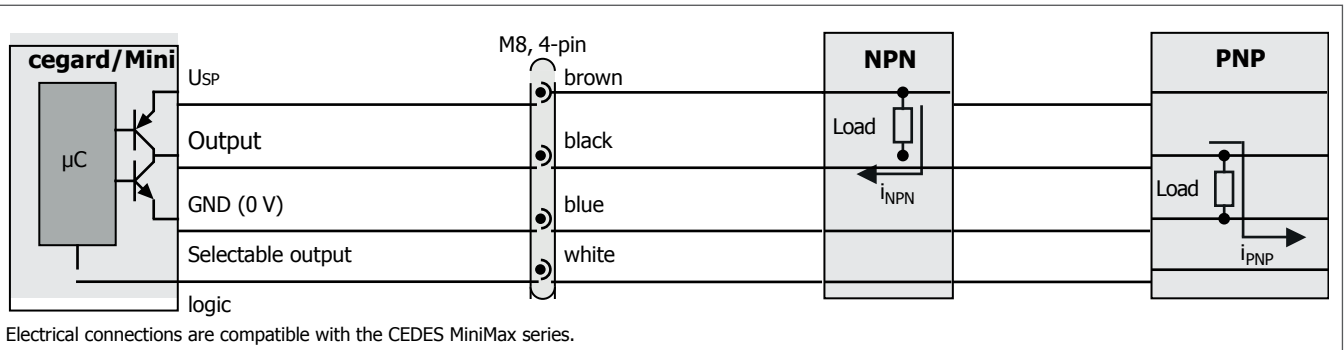 M8, 4-pin
cegard/Mini
NPN
PNP
USP
brown
µC
Output
black
Load
iNPN
Load
GND (0 V)
blue
iPNP
Selectable output
white
logic
Electrical connections are compatible with the CEDES MiniMax series.